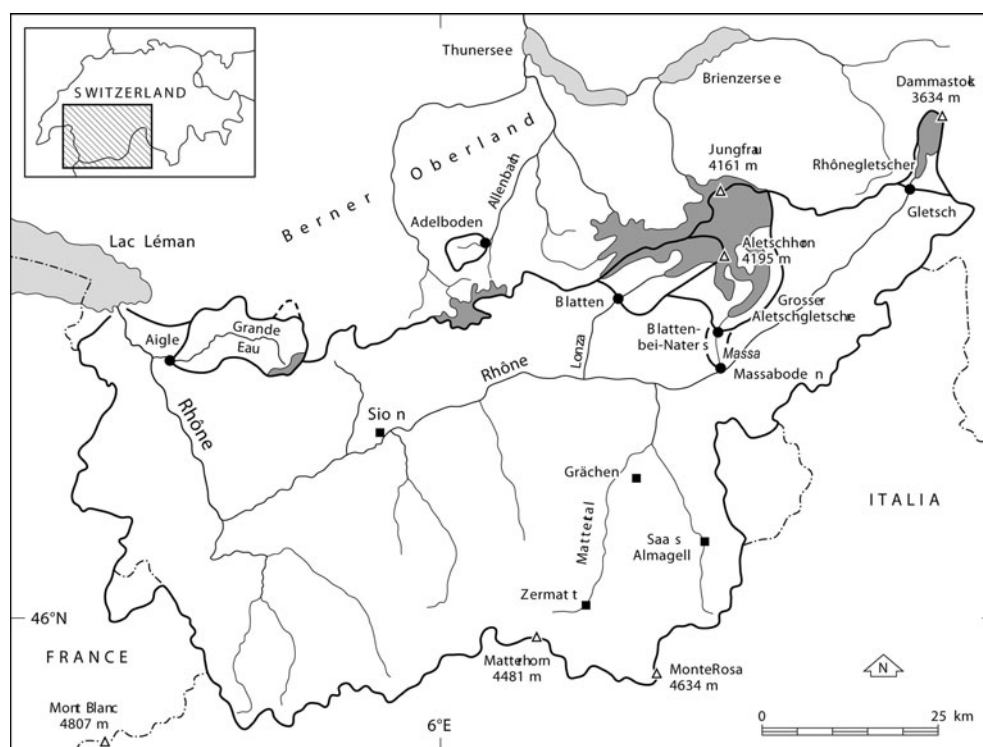 SWITZERLAND
Thunersee
Brienzersee
Dammastok
3634 m
Berner Oberland
Allenbach
Jungfrau
4161 m
Rhônegletscher
Adelboden
Gletsch
Lac Léman
Aletschhorn
4195 m
Blatten
Grosser
Aletschgletscher
Grande
Eau
Aigle
Blatten-
bei-Naters
Massa
Lonza
Massaboden
Rhône
Rhône
Sion
Grächen
Mattertal
Saas
Almagell
ITALIA
Zermatt
46°N
FRANCE
Matterhorn
4481 m
Monte Rosa
4634 m
N
Mont Blanc
4807 m
6°E
0 25 km